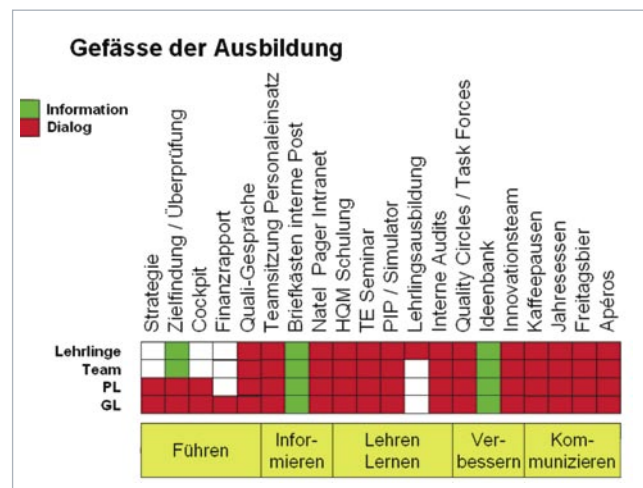 Gefässe der Ausbildung
Information
Dialog
Strategie
Zielfindung / Überprüfung
Cockpit
Finanzrapport
Quali-Gespräche
Teamsitzung Personaleinsatz
Briefkästen interne Post
Natel Pager Intranet
HQM Schulung
TE Seminar
PIP / Simulator
Lehrlingsausbildung
Interne Audits
Quality Circles / Task Forces
Ideenbank
Innovationsteam
Kaffeepausen
Jahresessen
Freitagsbier
Apéros
Lehrlinge
Team
PL
GL
Führen
Infor-
mieren
Lehren
Lernen
Ver-
bessern
Kom-
munizieren